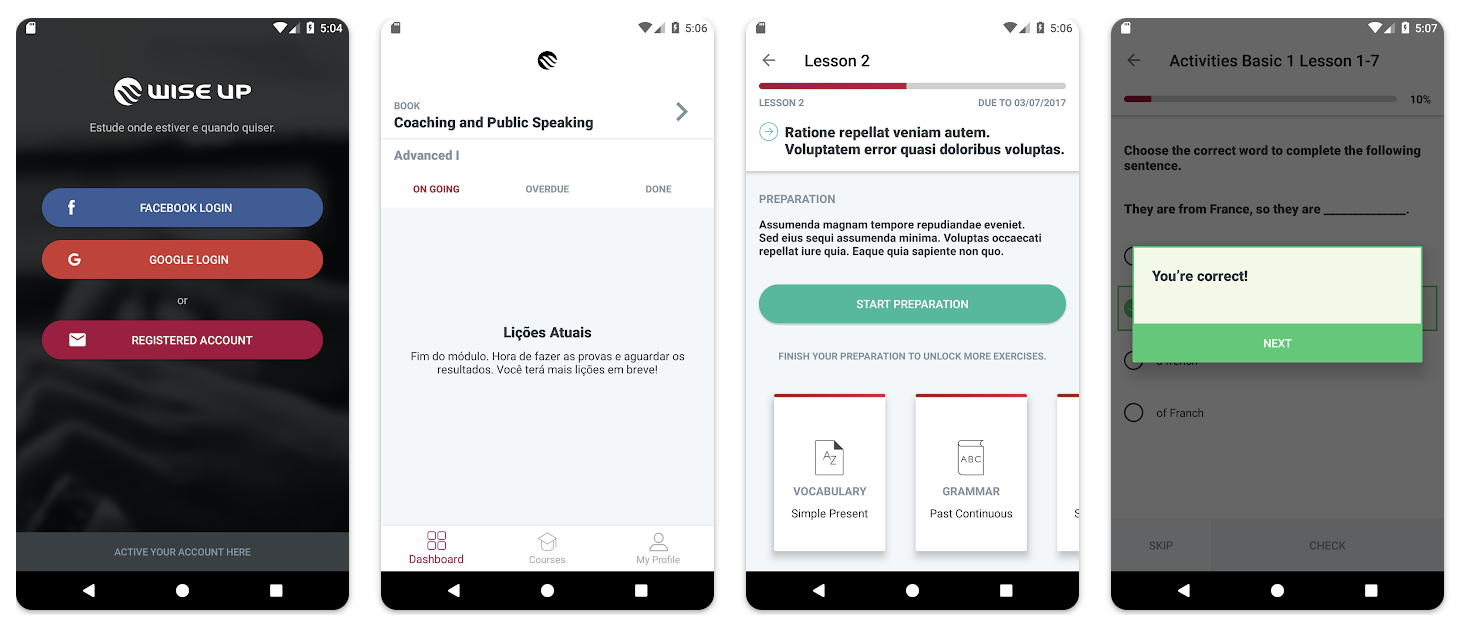 5:04
WISE UP
Estude onde estiver e quando quiser.
f FACEBOOK LOGIN
G GOOGLE LOGIN
or
REGISTERED ACCOUNT
ACTIVE YOUR ACCOUNT HERE
5:06
BOOK
Coaching and Public Speaking
Advanced I
ON GOING OVERDUE DONE
Lições Atuais
Fim do módulo. Hora de fazer as provas e aguardar os
resultados. Você terá mais lições em breve!
Dashboard Courses My Profile
5:06
Lesson 2
LESSON 2 DUE TO 03/07/2017
Ratione repellat veniam autem.
Voluptatem error quasi doloribus voluptas.
PREPARATION
Assumenda magnam tempore repudiandae eveniet.
Sed eius sequi assumenda minima. Voluptas occaecati
repellat iure quia. Eaque quia sapiente non quo.
START PREPARATION
FINISH YOUR PREPARATION TO UNLOCK MORE EXERCISES.
AZ ABC
VOCABULARY GRAMMAR
Simple Present Past Continuous S
5:07
Activities Basic 1 Lesson 1-7
10%
Choose the correct word to complete the following
sentence.
They are from France, so they are ______________.
You're correct!
NEXT
a french
of Franch
SKIP CHECK